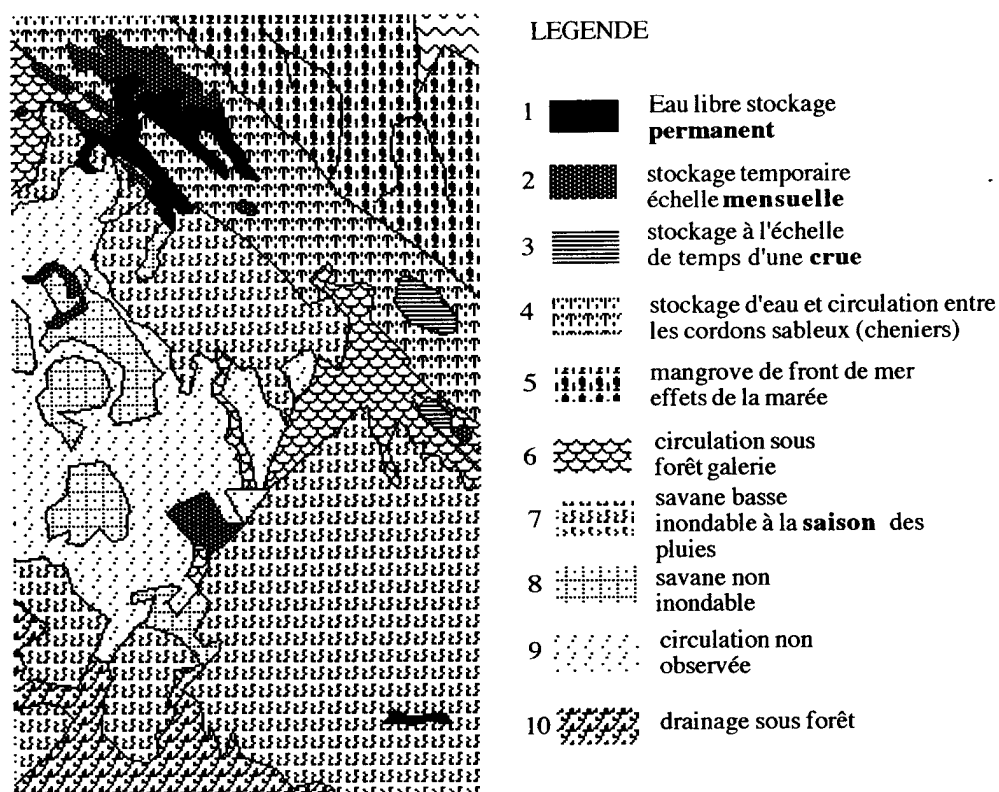 LEGENDE
1 Eau libre stockage
permanent
2 stockage temporaire
échelle mensuelle
3 stockage à l'échelle
de temps d'une crue
4 stockage d'eau et circulation entre
les cordons sableux (cheniers)
5 mangrove de front de mer
effets de la marée
6 circulation sous
forêt galerie
7 savane basse
inondable à la saison des
pluies
8 savane non
inondable
9 circulation non
observée
10 drainage sous forêt